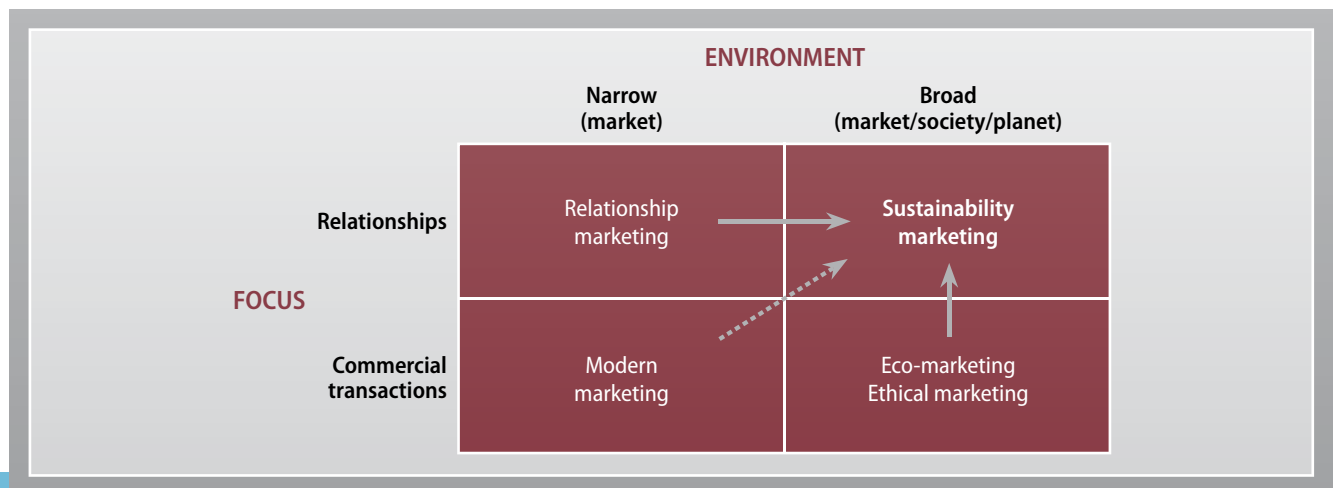 ENVIRONMENT
Narrow
(market)
Broad
(market/society/planet)
Relationships
Relationship
marketing
Sustainability
marketing
FOCUS
Commercial
transactions
Modern
marketing
Eco-marketing
Ethical marketing